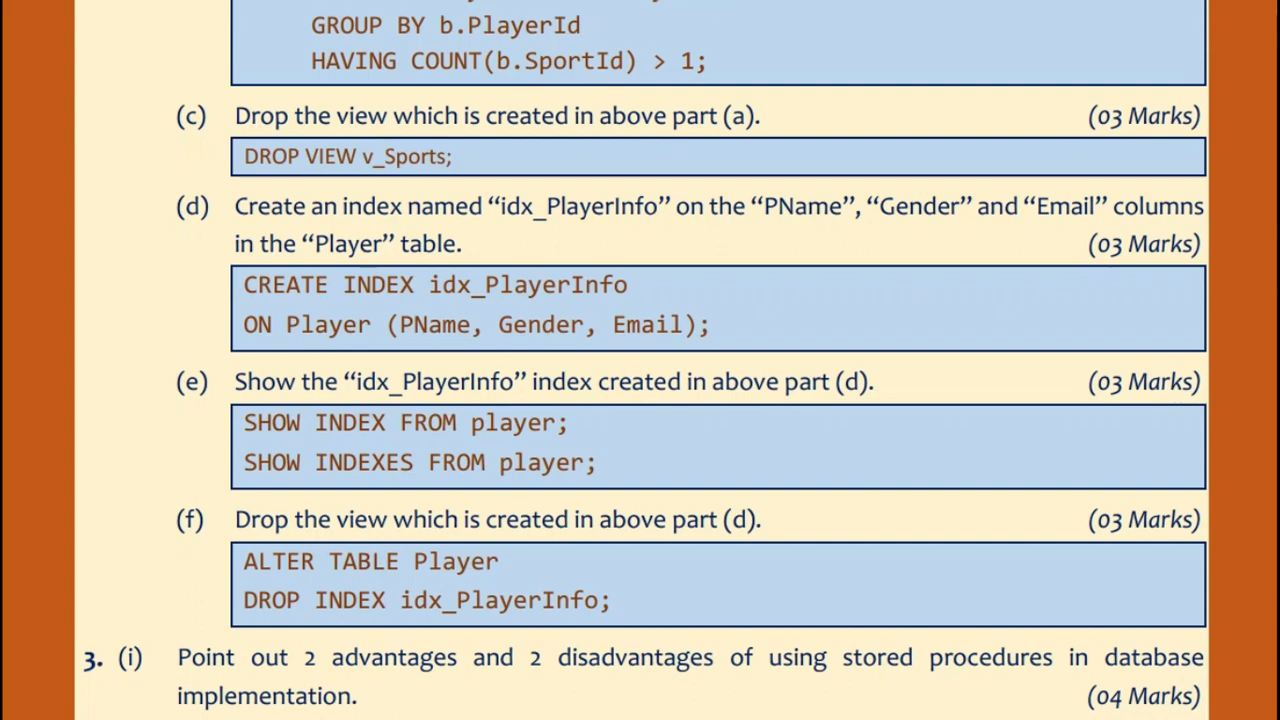 GROUP BY b.PlayerId
HAVING COUNT(b.SportId) > 1;
(c) Drop the view which is created in above part (a). (03 Marks)
DROP VIEW v_Sports;
(d) Create an index named “idx_PlayerInfo” on the “PName”, “Gender” and “Email” columns
in the “Player” table. (03 Marks)
CREATE INDEX idx_PlayerInfo
ON Player (PName, Gender, Email);
(e) Show the “idx_PlayerInfo” index created in above part (d). (03 Marks)
SHOW INDEX FROM player;
SHOW INDEXES FROM player;
(f) Drop the view which is created in above part (d). (03 Marks)
ALTER TABLE Player
DROP INDEX idx_PlayerInfo;
3. (i) Point out 2 advantages and 2 disadvantages of using stored procedures in database
implementation. (04 Marks)